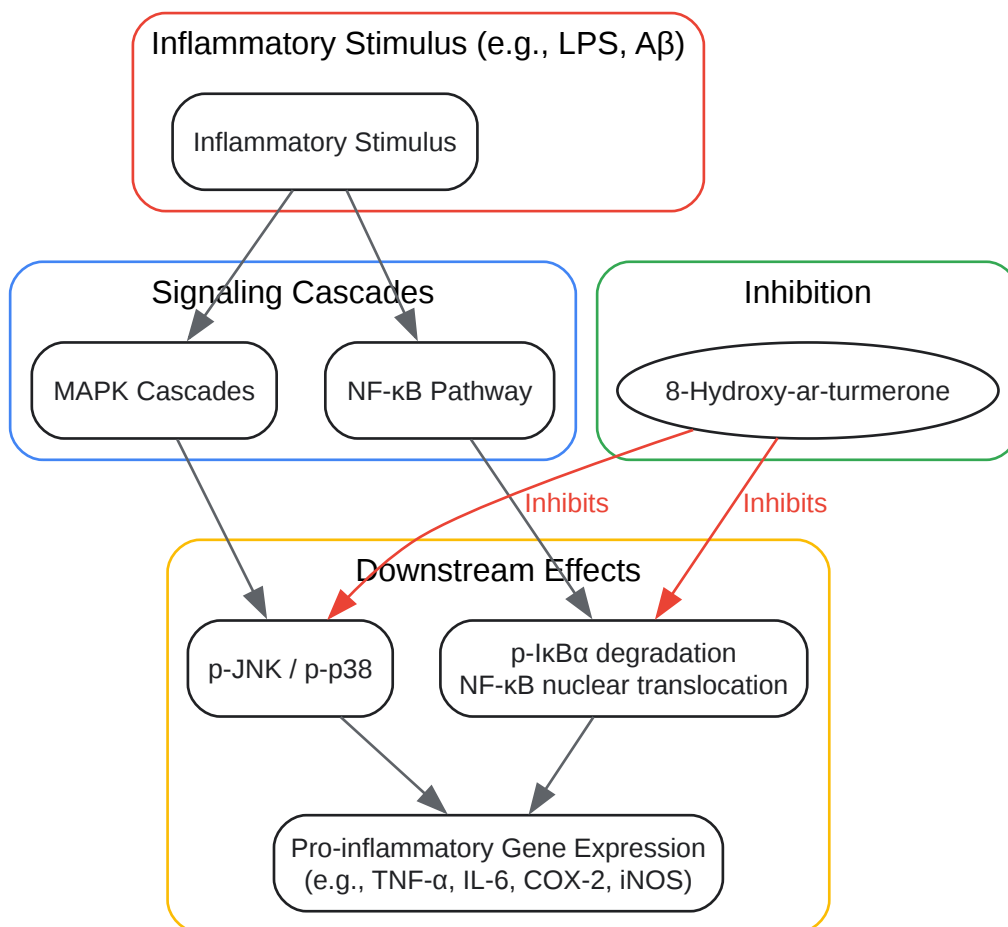 Inflammatory Stimulus (e.g., LPS, Aβ)
Inflammatory Stimulus
Signaling Cascades
Inhibition
MAPK Cascades
NF-κB Pathway
8-Hydroxy-ar-turmerone
Inhibits
Inhibits
Downstream Effects
p-JNK / p-p38
p-IκBα degradation
NF-κB nuclear translocation
Pro-inflammatory Gene Expression
(e.g., TNF-α, IL-6, COX-2, iNOS)